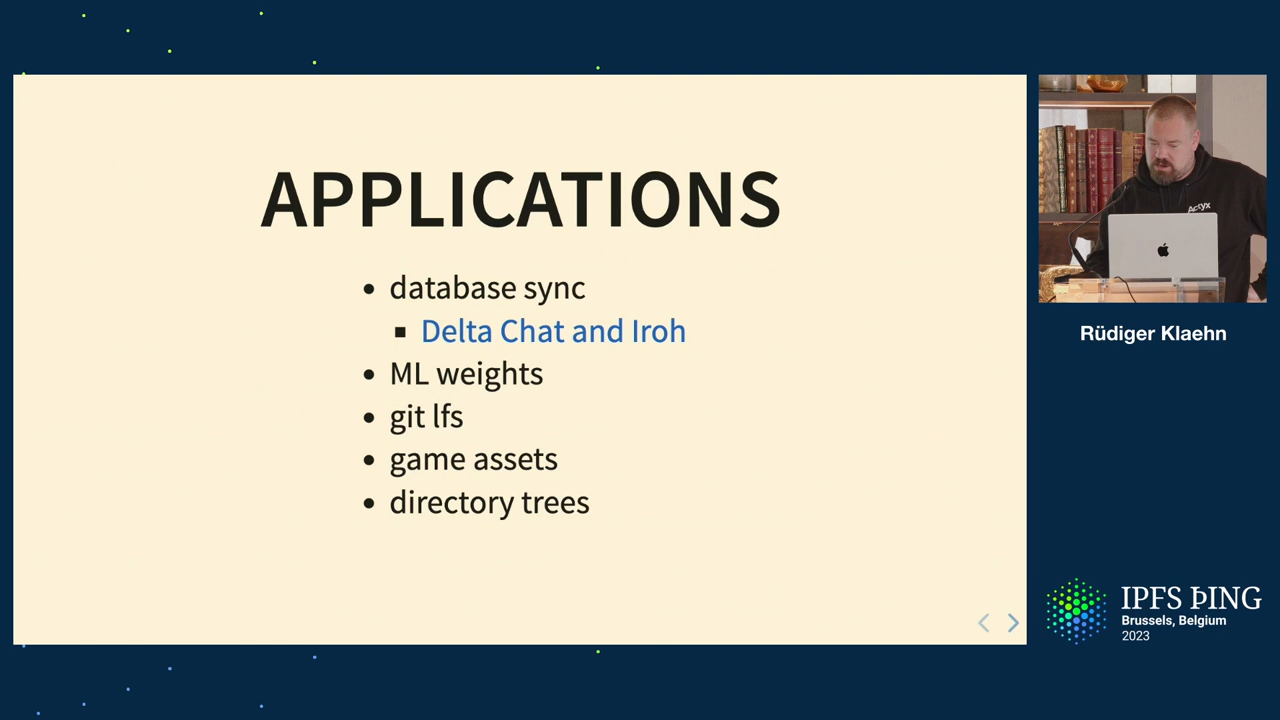 APPLICATIONS
• database sync
▪ Delta Chat and Iroh
• ML weights
• git lfs
• game assets
• directory trees
Actyx
Rüdiger Klaehn
IPFS ÞING
Brussels, Belgium
2023